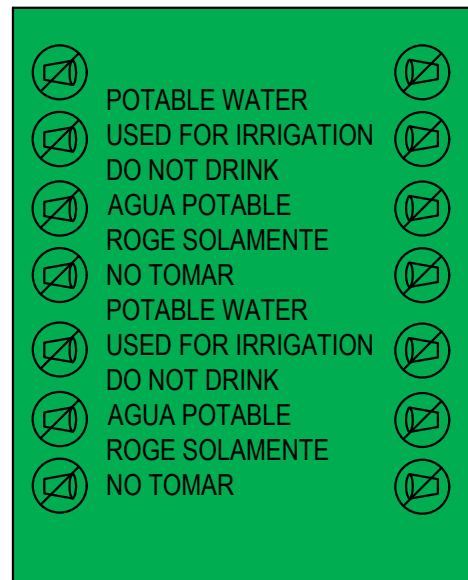 POTABLE WATER
USED FOR IRRIGATION
DO NOT DRINK
AGUA POTABLE
ROGE SOLAMENTE
NO TOMAR
POTABLE WATER
USED FOR IRRIGATION
DO NOT DRINK
AGUA POTABLE
ROGE SOLAMENTE
NO TOMAR